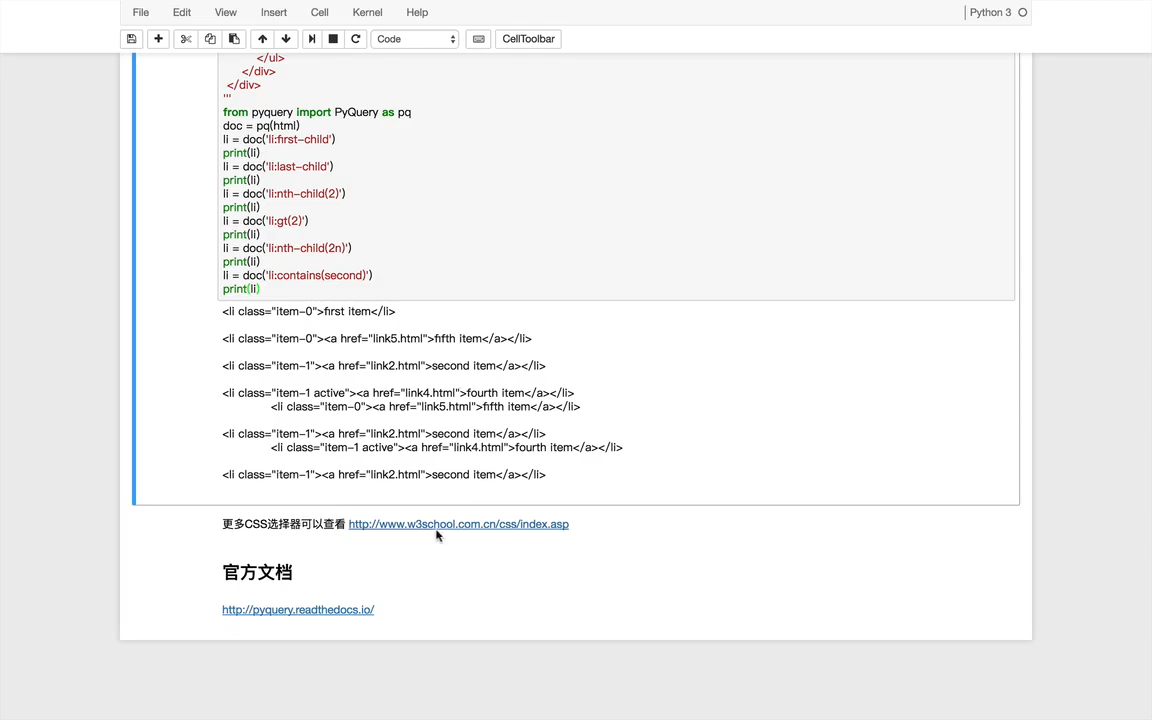 File Edit View Insert Cell Kernel Help Python 3
Code CellToolbar
</ul>
</div>
</div>
'''
from pyquery import PyQuery as pq
doc = pq(html)
li = doc('li:first-child')
print(li)
li = doc('li:last-child')
print(li)
li = doc('li:nth-child(2)')
print(li)
li = doc('li:gt(2)')
print(li)
li = doc('li:nth-child(2n)')
print(li)
li = doc('li:contains(second)')
print(li)
<li class="item-0">first item</li>
<li class="item-0"><a href="link5.html">fifth item</a></li>
<li class="item-1"><a href="link2.html">second item</a></li>
<li class="item-1 active"><a href="link4.html">fourth item</a></li>
<li class="item-0"><a href="link5.html">fifth item</a></li>
<li class="item-1"><a href="link2.html">second item</a></li>
<li class="item-1 active"><a href="link4.html">fourth item</a></li>
<li class="item-1"><a href="link2.html">second item</a></li>
更多CSS选择器可以查看 http://www.w3school.com.cn/css/index.asp
官方文档
http://pyquery.readthedocs.io/